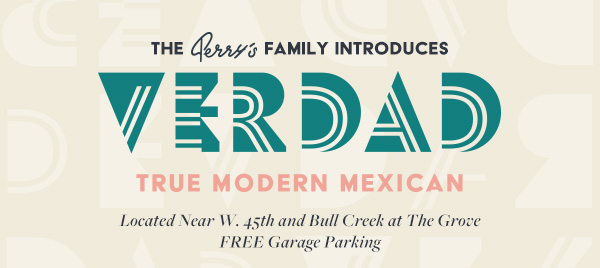 THE Perry's FAMILY INTRODUCES
VERDAD
TRUE MODERN MEXICAN
Located Near W. 45th and Bull Creek at The Grove
FREE Garage Parking